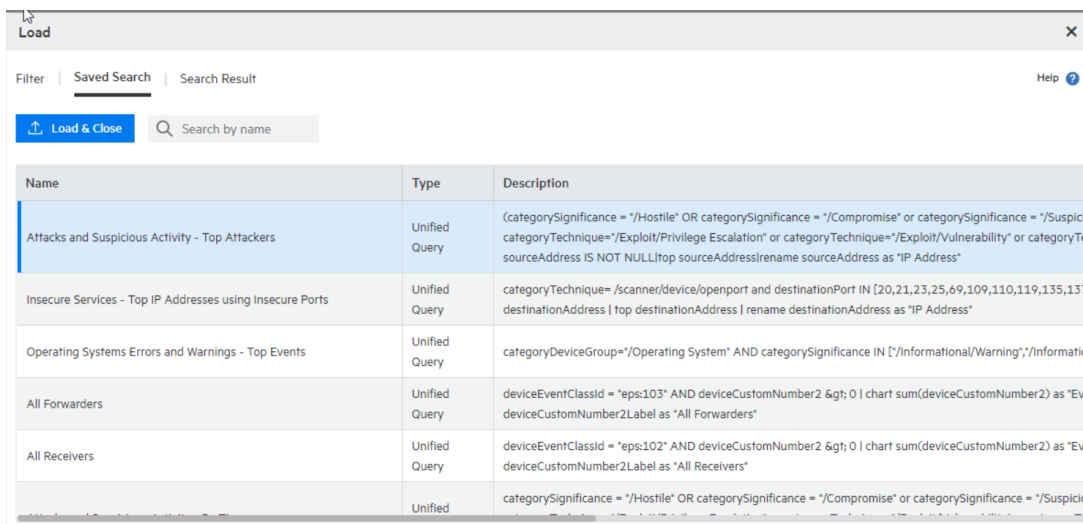 Load
Filter | Saved Search | Search Result Help ?
Load & Close Search by name
Name Type Description
Attacks and Suspicious Activity - Top Attackers
Unified
Query
(categorySignificance = "/Hostile" OR categorySignificance = "/Compromise" or categorySignificance = "/Suspici
categoryTechnique="/Exploit/Privilege Escalation" or categoryTechnique="/Exploit/Vulnerability" or categoryTe
sourceAddress IS NOT NULL|top sourceAddress|rename sourceAddress as "IP Address"
Insecure Services - Top IP Addresses using Insecure Ports
Unified
Query
categoryTechnique= /scanner/device/openport and destinationPort IN [20,21,23,25,69,109,110,119,135,137
destinationAddress | top destinationAddress | rename destinationAddress as "IP Address"
Operating Systems Errors and Warnings - Top Events
Unified
Query
categoryDeviceGroup="/Operating System" AND categorySignificance IN ["/Informational/Warning","/Informatio
All Forwarders
Unified
Query
deviceEventClassId = "eps:103" AND deviceCustomNumber2 &gt; 0 | chart sum(deviceCustomNumber2) as "Ev
deviceCustomNumber2Label as "All Forwarders"
All Receivers
Unified
Query
deviceEventClassId = "eps:102" AND deviceCustomNumber2 &gt; 0 | chart sum(deviceCustomNumber2) as "Ev
deviceCustomNumber2Label as "All Receivers"
Unified
categorySignificance = "/Hostile" OR categorySignificance = "/Compromise" or categorySignificance = "/Suspicio